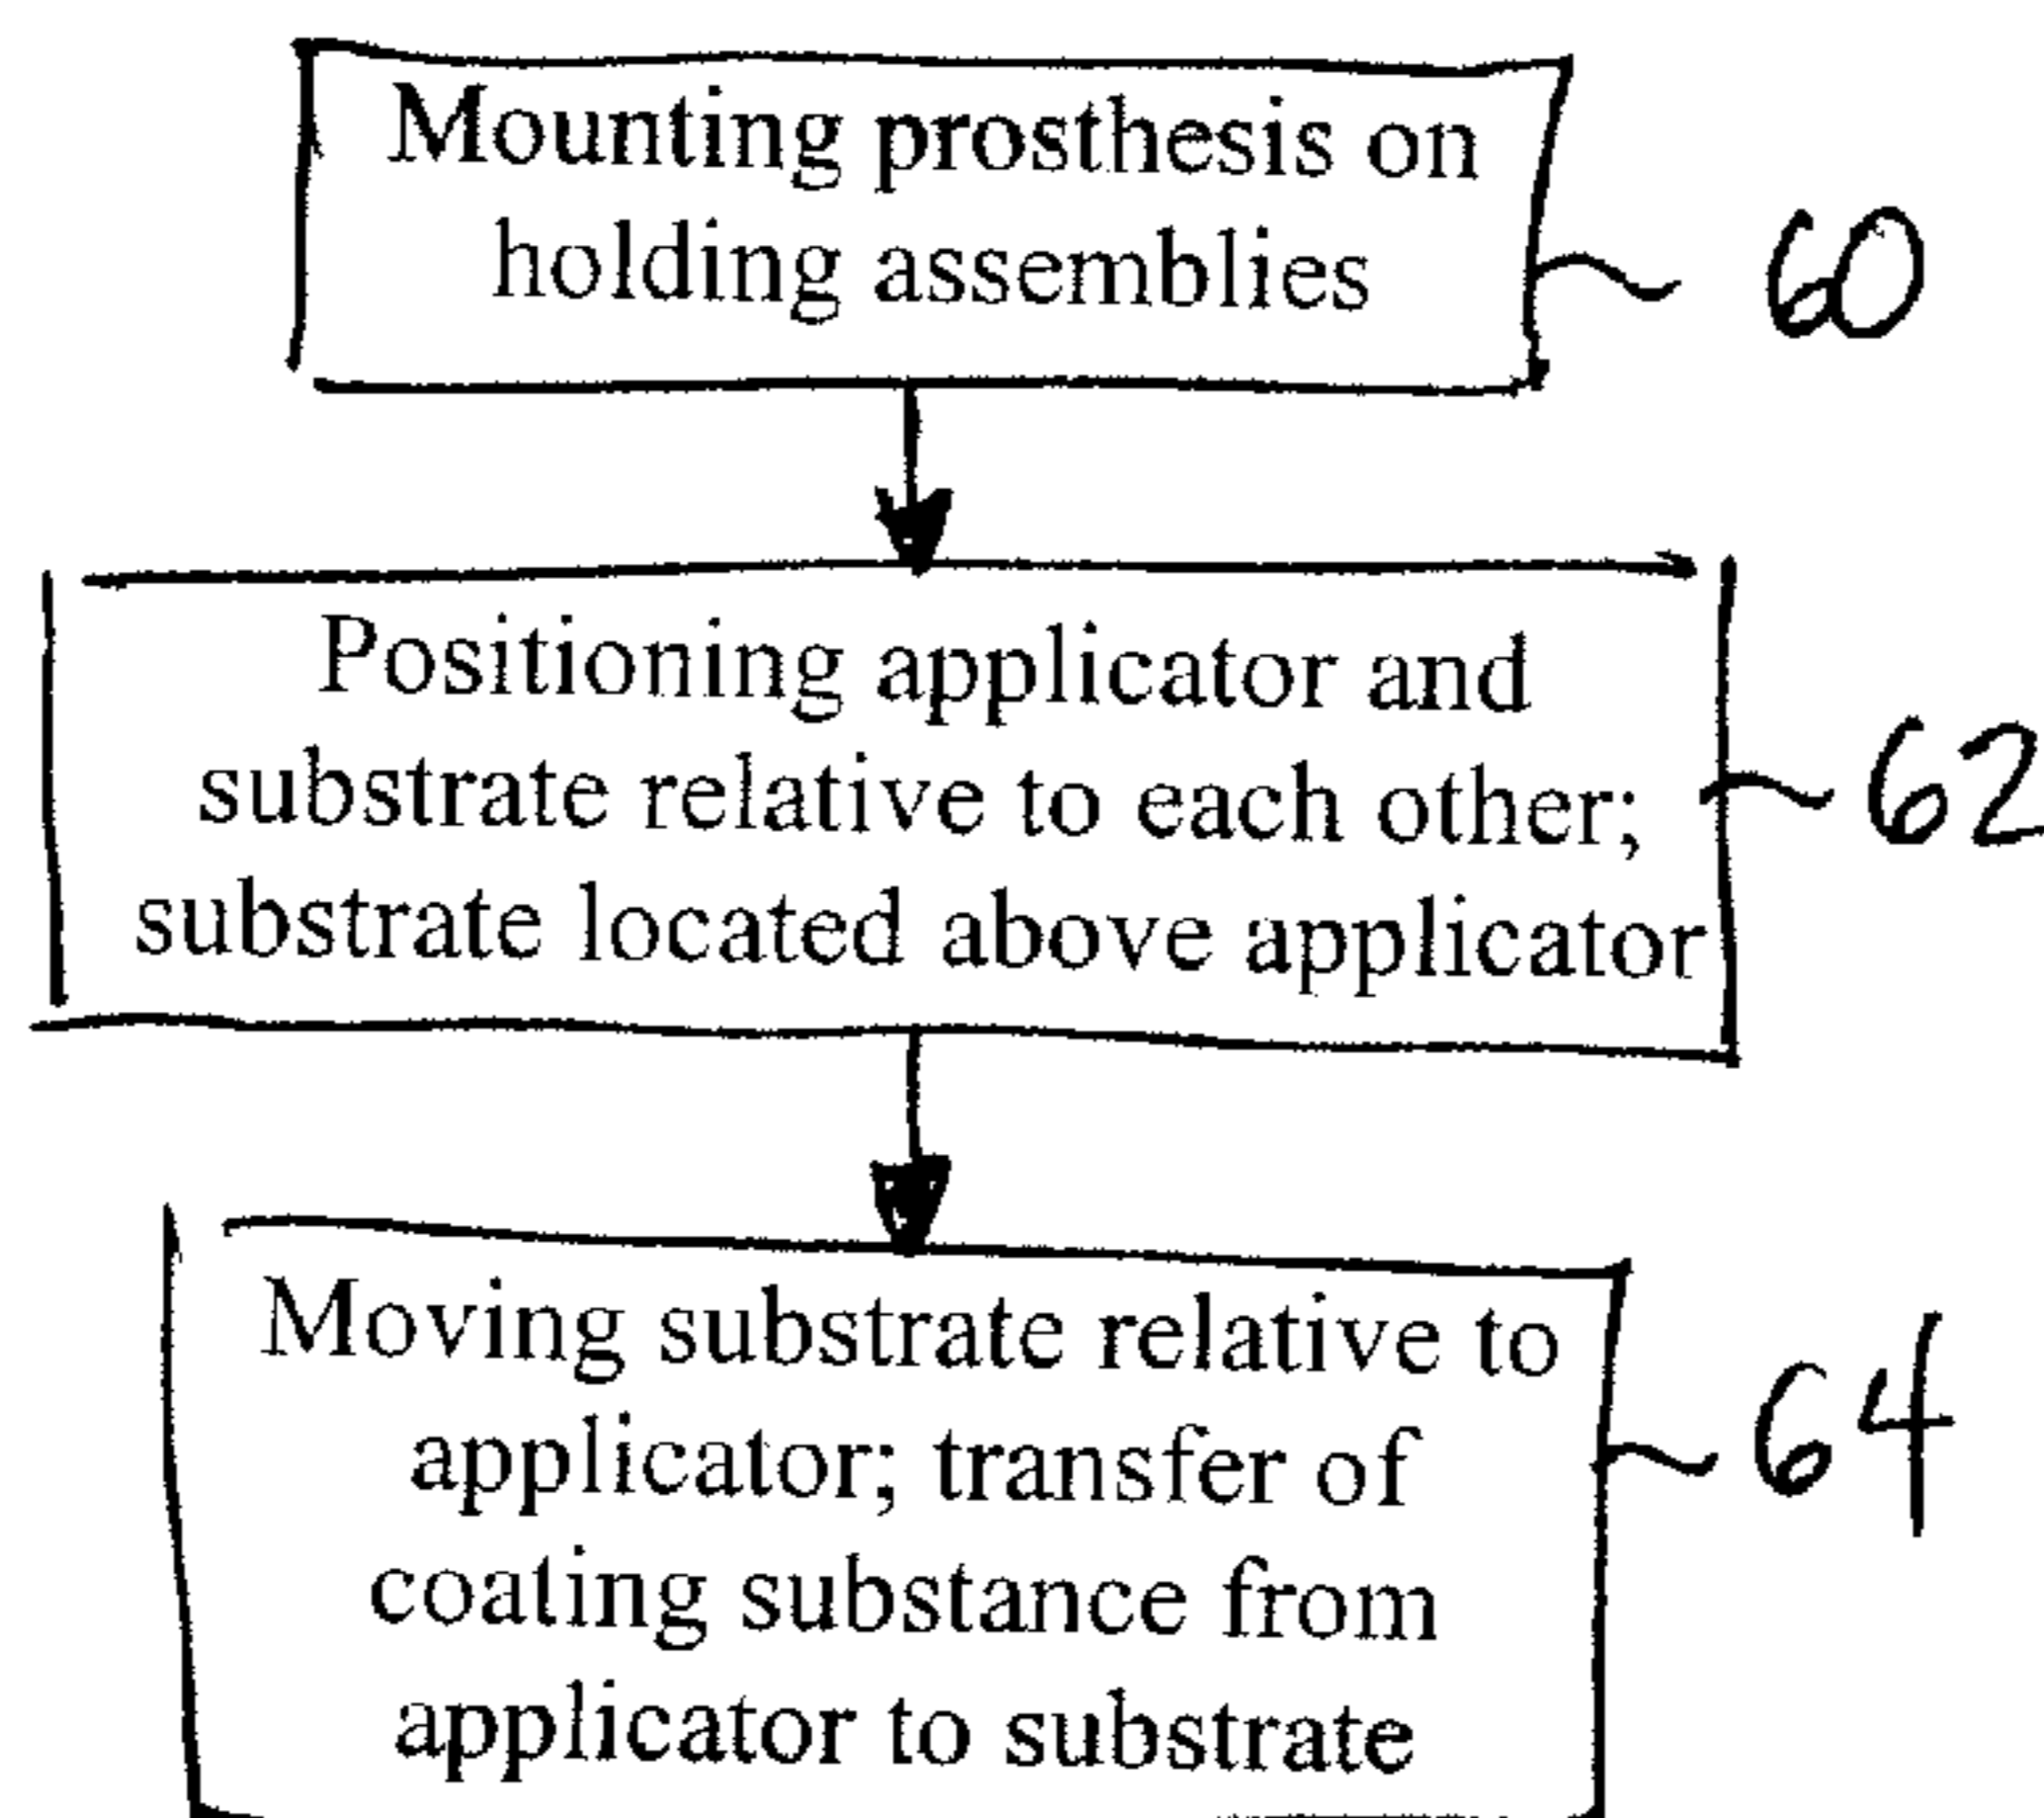 Mounting prosthesis on
holding assemblies
60
Positioning applicator and
substrate relative to each other;
substrate located above applicator
62
Moving substrate relative to
applicator; transfer of
coating substance from
applicator to substrate
64